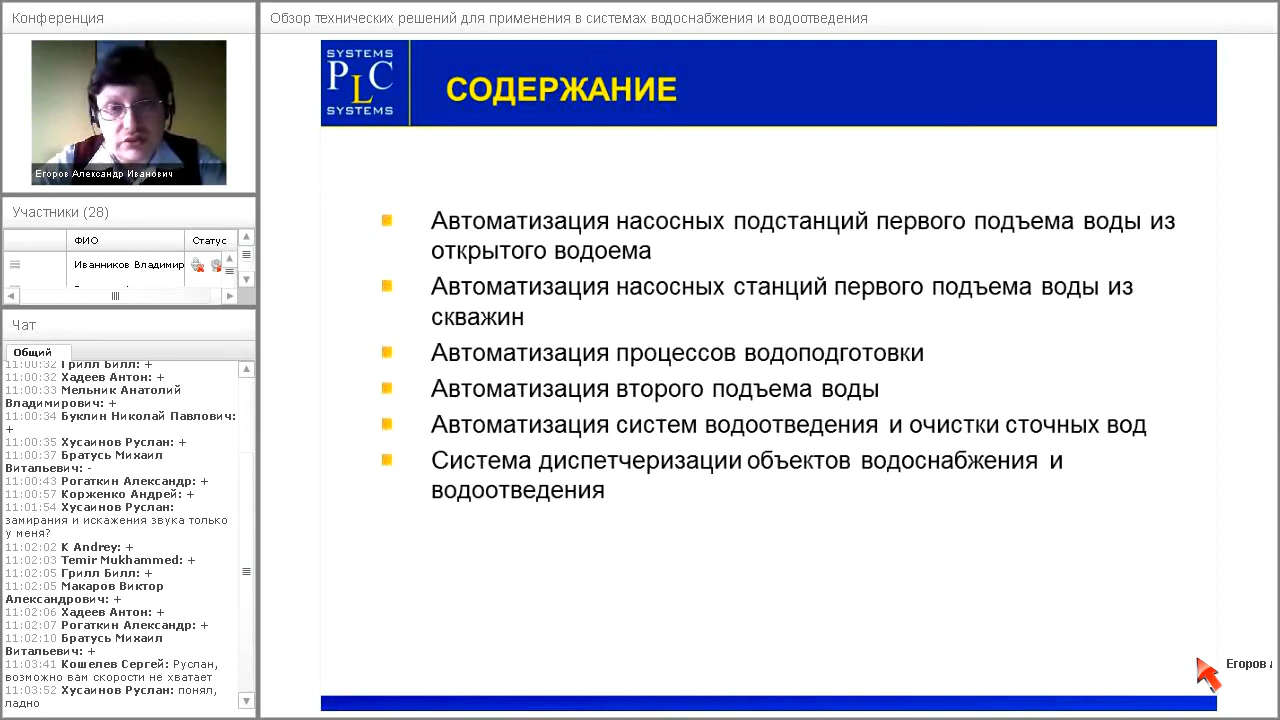 Конференция
Егоров Александр Иванович
Участники (28)
ФИО
Статус
Иванников Владимир
Чат
Общий
11:00:32 Грилл Билл: +
11:00:32 Хадеев Антон: +
11:00:33 Мельник Анатолий
Владимирович: +
11:00:34 Буклин Николай Павлович:
+
11:00:35 Хусаинов Руслан: +
11:00:37 Братусь Михаил
Витальевич: -
11:00:43 Рогаткин Александр: +
11:00:57 Корженко Андрей: +
11:01:54 Хусаинов Руслан:
замирания и искажения звука только
у меня?
11:02:02 K Andrey: +
11:02:03 Temir Mukhammed: +
11:02:05 Грилл Билл: +
11:02:05 Макаров Виктор
Александрович: +
11:02:06 Хадеев Антон: +
11:02:07 Рогаткин Александр: +
11:02:10 Братусь Михаил
Витальевич: +
11:03:41 Кошелев Сергей: Руслан,
возможно вам скорости не хватает
11:03:52 Хусаинов Руслан: понял,
ладно
Обзор технических решений для применения в системах водоснабжения и водоотведения
SYSTEMS
PLC
SYSTEMS
СОДЕРЖАНИЕ
Автоматизация насосных подстанций первого подъема воды из
открытого водоема
Автоматизация насосных станций первого подъема воды из
скважин
Автоматизация процессов водоподготовки
Автоматизация второго подъема воды
Автоматизация систем водоотведения и очистки сточных вод
Система диспетчеризации объектов водоснабжения и
водоотведения
Егоров